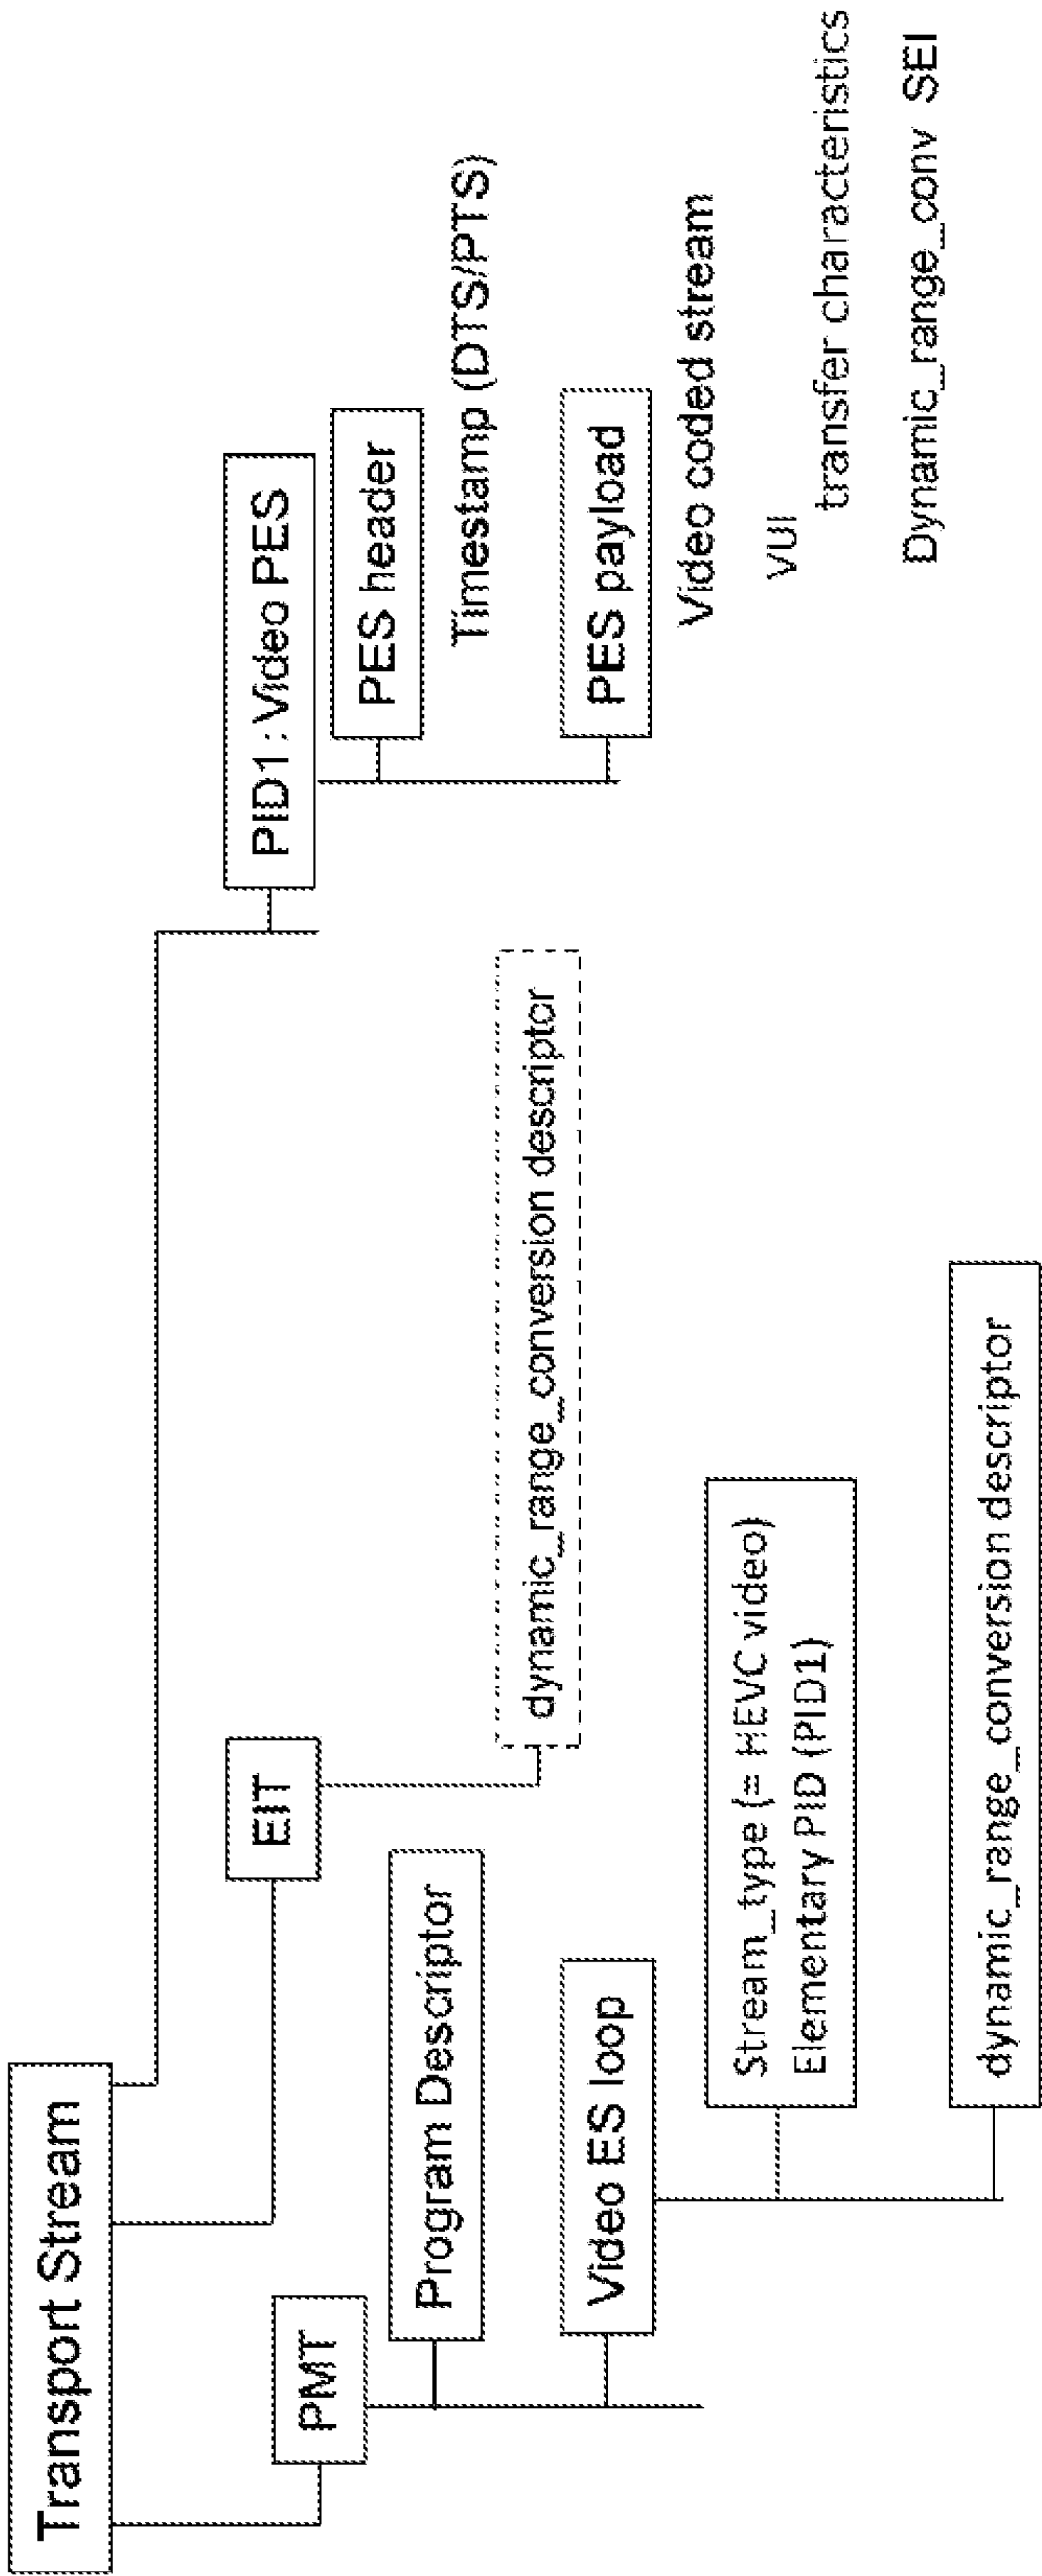 Transport Stream
PMT
Program Descriptor
Video ES loop
Stream_type (= HEVC video)
Elementary PID (PID1)
dynamic_range_conversion descriptor
EIT
dynamic_range_conversion descriptor
PID1 : Video PES
PES header
Timestamp (DTS/PTS)
PES payload
Video coded stream
VUI
transfer characteristics
Dynamic_range_conv SEI